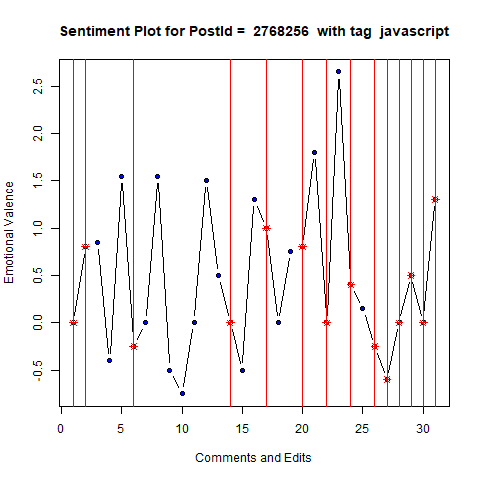 Sentiment Plot for PostId =  2768256  with tag  javascript
Emotional Valence
2.5
2.0
1.5
1.0
0.5
0.0
-0.5
0 5 10 15 20 25 30
Comments and Edits